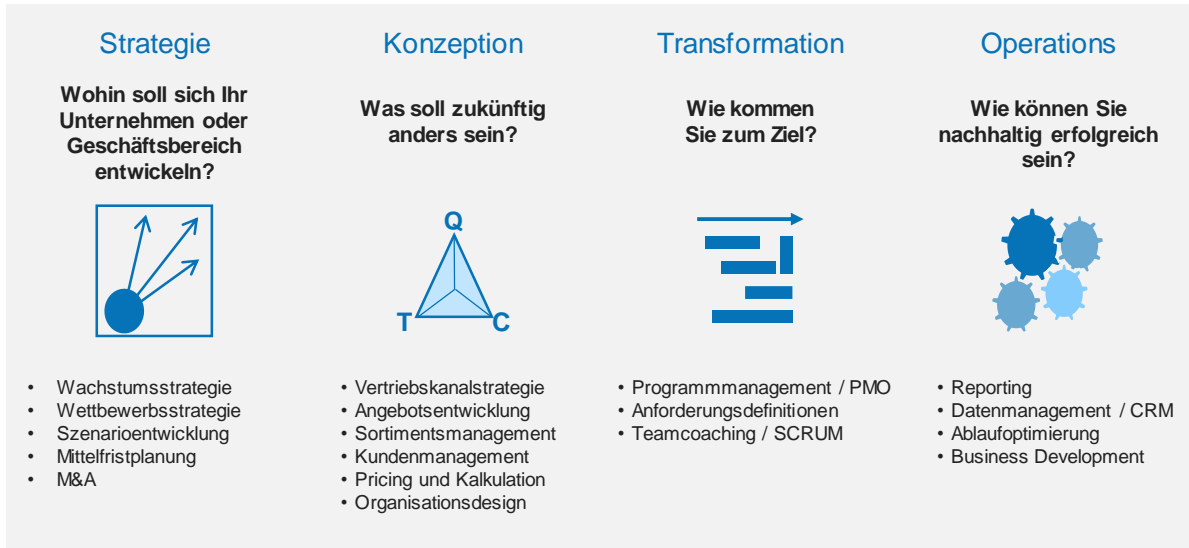 Strategie
Wohin soll sich Ihr
Unternehmen oder
Geschäftsbereich
entwickeln?
• Wachstumsstrategie
• Wettbewerbsstrategie
• Szenarioentwicklung
• Mittelfristplanung
• M&A
Konzeption
Was soll zukünftig
anders sein?
Q
T C
• Vertriebskanalstrategie
• Angebotsentwicklung
• Sortimentsmanagement
• Kundenmanagement
• Pricing und Kalkulation
• Organisationsdesign
Transformation
Wie kommen
Sie zum Ziel?
• Programmmanagement / PMO
• Anforderungsdefinitionen
• Teamcoaching / SCRUM
Operations
Wie können Sie
nachhaltig erfolgreich
sein?
• Reporting
• Datenmanagement / CRM
• Ablaufoptimierung
• Business Development